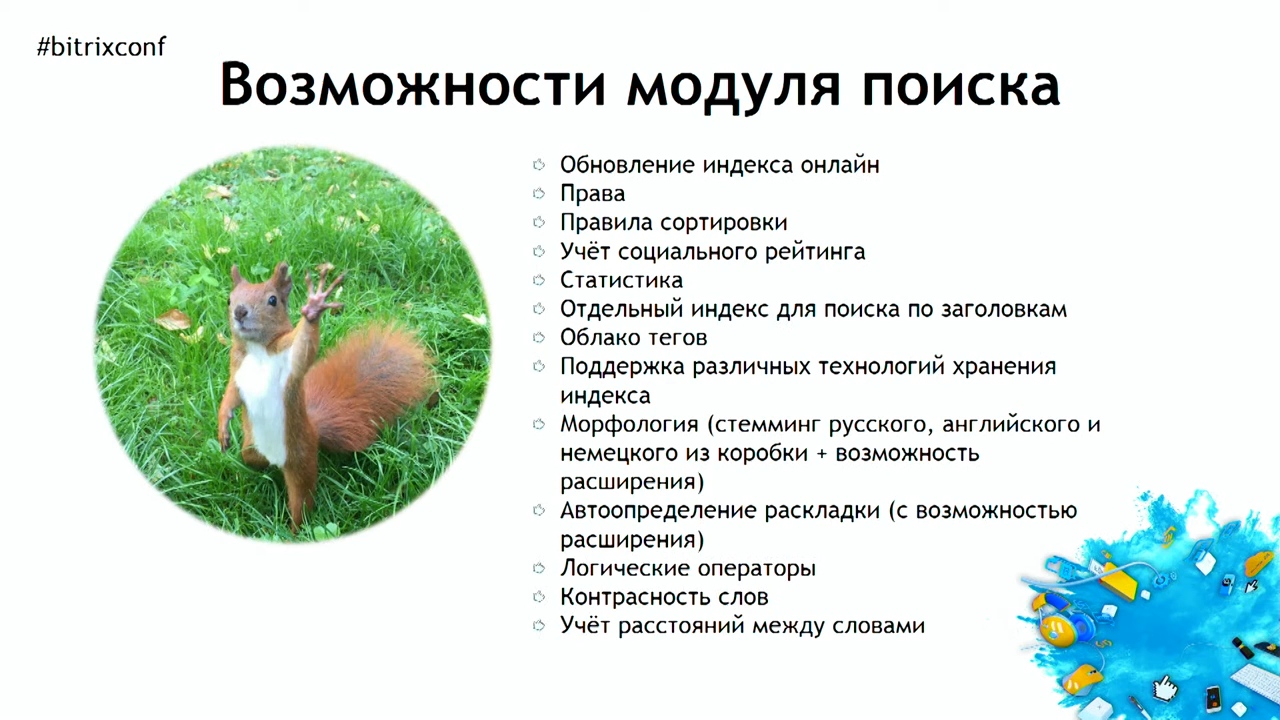 #bitrixconf
Возможности модуля поиска
Обновление индекса онлайн
Права
Правила сортировки
Учёт социального рейтинга
Статистика
Отдельный индекс для поиска по заголовкам
Облако тегов
Поддержка различных технологий хранения
индекса
Морфология (стемминг русского, английского и
немецкого из коробки + возможность
расширения)
Автоопределение раскладки (с возможностью
расширения)
Логические операторы
Контрасность слов
Учёт расстояний между словами